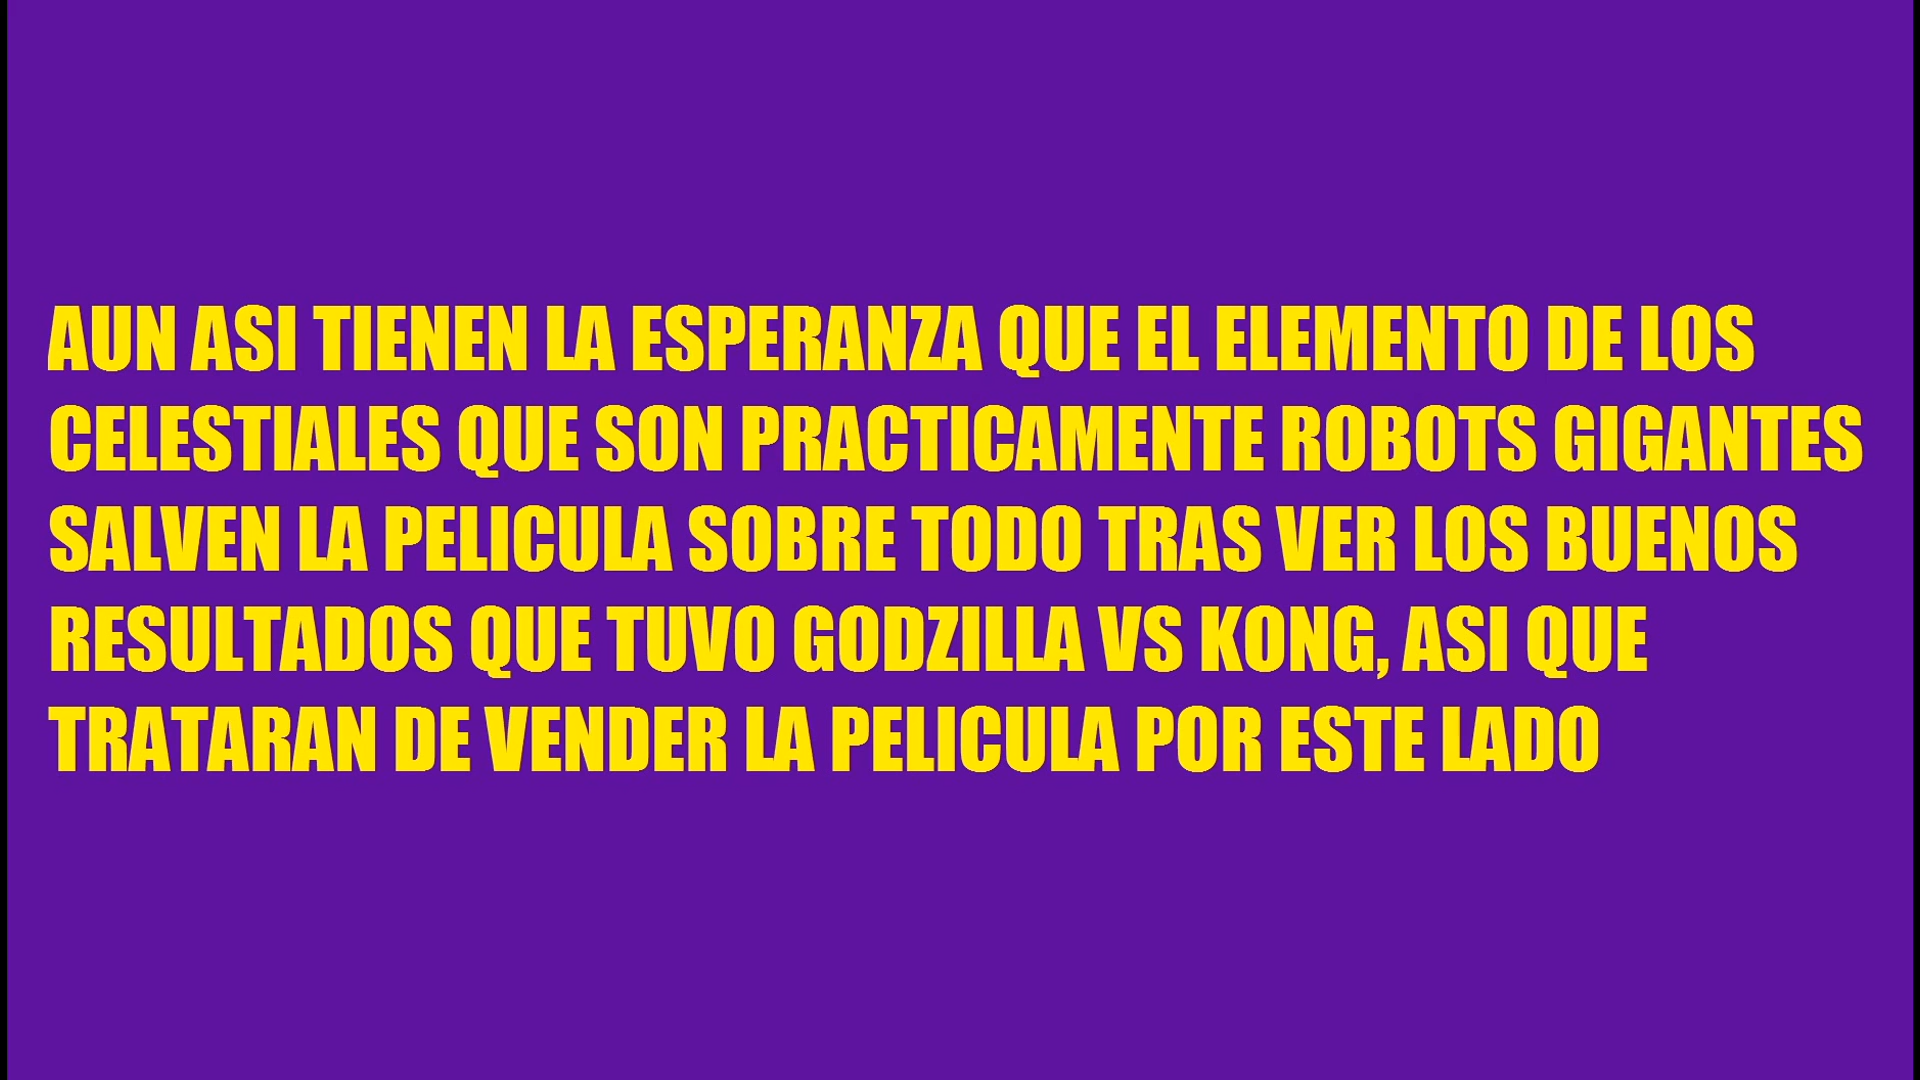 AUN ASI TIENEN LA ESPERANZA QUE EL ELEMENTO DE LOS
CELESTIALES QUE SON PRACTICAMENTE ROBOTS GIGANTES
SALVEN LA PELICULA SOBRE TODO TRAS VER LOS BUENOS
RESULTADOS QUE TUVO GODZILLA VS KONG, ASI QUE
TRATARAN DE VENDER LA PELICULA POR ESTE LADO